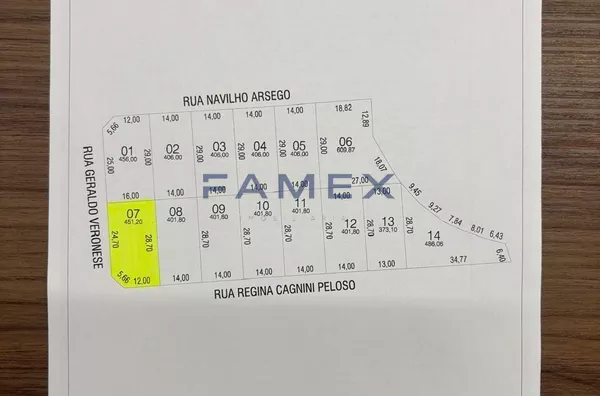 RUA NAVILHO ARSEGO
5,66 12,00 14,00 14,00 14,00 14,00 18,82 12,89
01 02 03 04 05 06
456,00 406,00 406,00 406,00 406,00 609,87
25,00 29,00 29,00 29,00 29,00 29,00 18,07
RUA GERALDO VERONESE
16,00 14,00 14,00 14,00 14,00 27,00 13,00
FAMEX
07 08 09 10 11 12 13 14
451,20 401,80 401,80 401,80 401,80 401,80 373,10 486,06
24,70 28,70 28,70 28,70 28,70 28,70 28,70 28,70
9,45 9,27 7,84 8,01 6,43 6,40
5,66 12,00 14,00 14,00 14,00 14,00 14,00 13,00 34,77
RUA REGINA CAGNINI PELOSO